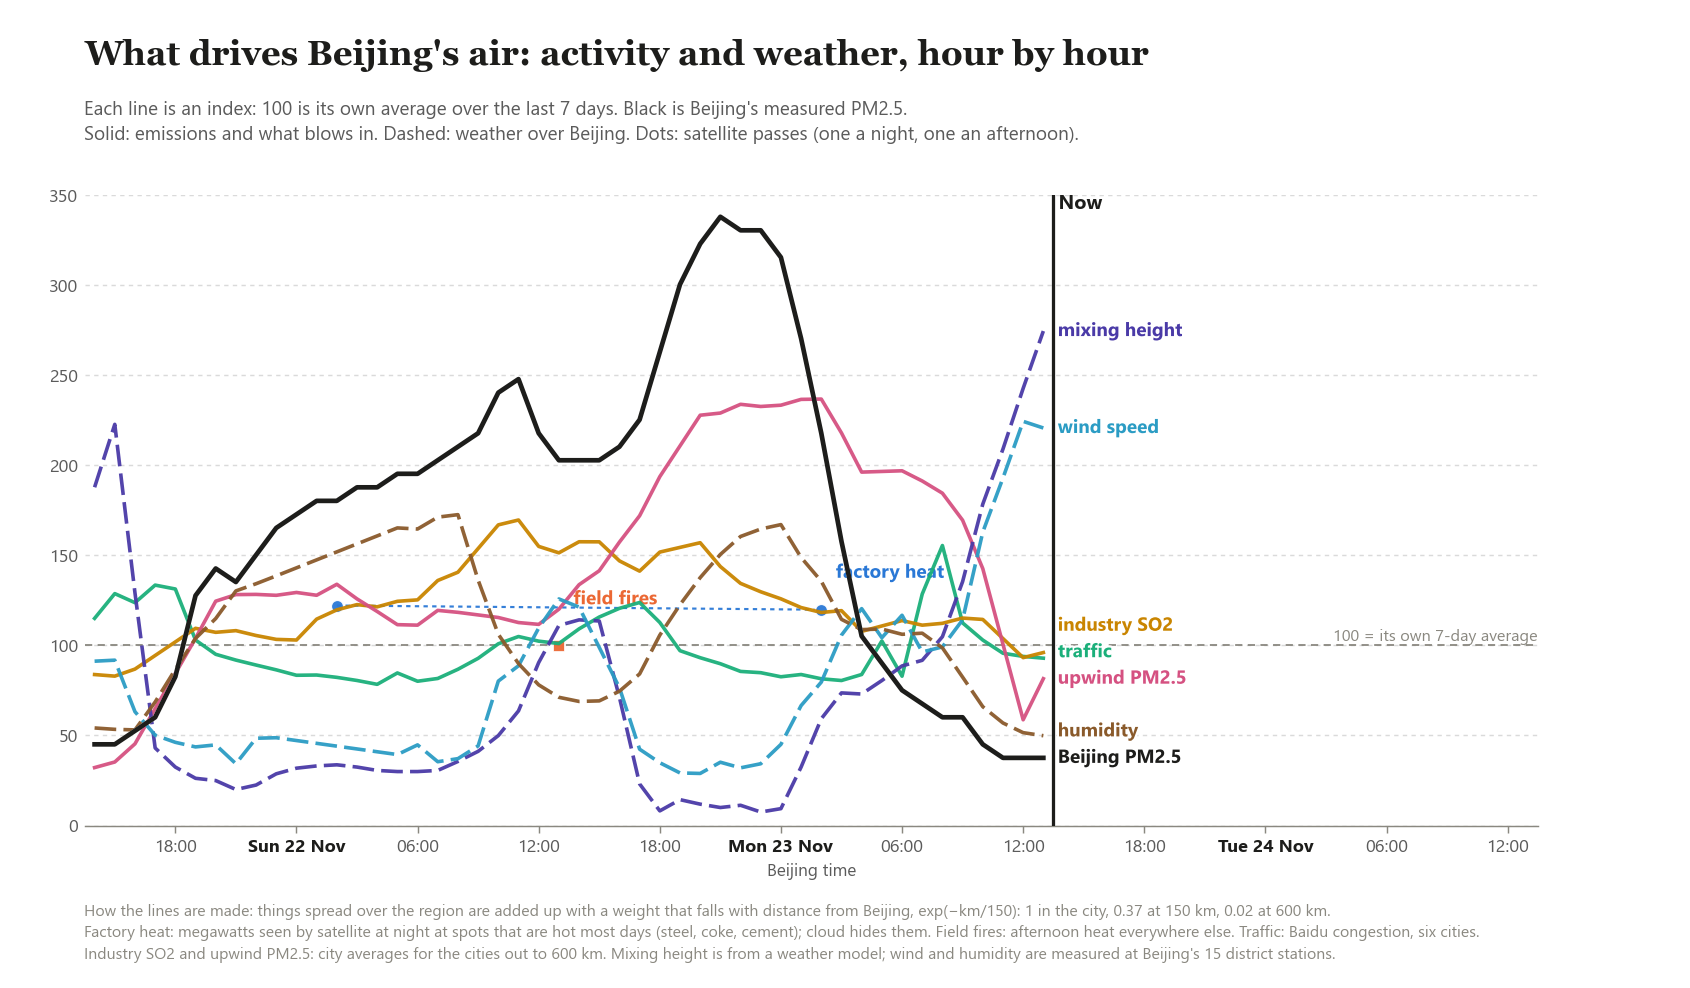 What drives Beijing's air: activity and weather, hour by hour
Each line is an index: 100 is its own average over the last 7 days. Black is Beijing's measured PM2.5.
Solid: emissions and what blows in. Dashed: weather over Beijing. Dots: satellite passes (one a night, one an afternoon).
350
Now
300
mixing height
250
wind speed
200
150
factory heat
field fires
industry SO2
100 = its own 7-day average
100
traffic
upwind PM2.5
humidity
50
Beijing PM2.5
0
18:00 Sun 22 Nov 06:00 12:00 18:00 Mon 23 Nov 06:00 12:00 18:00 Tue 24 Nov 06:00 12:00
Beijing time
How the lines are made: things spread over the region are added up with a weight that falls with distance from Beijing, exp(−km/150): 1 in the city, 0.37 at 150 km, 0.02 at 600 km.
Factory heat: megawatts seen by satellite at night at spots that are hot most days (steel, coke, cement); cloud hides them. Field fires: afternoon heat everywhere else. Traffic: Baidu congestion, six cities.
Industry SO2 and upwind PM2.5: city averages for the cities out to 600 km. Mixing height is from a weather model; wind and humidity are measured at Beijing's 15 district stations.